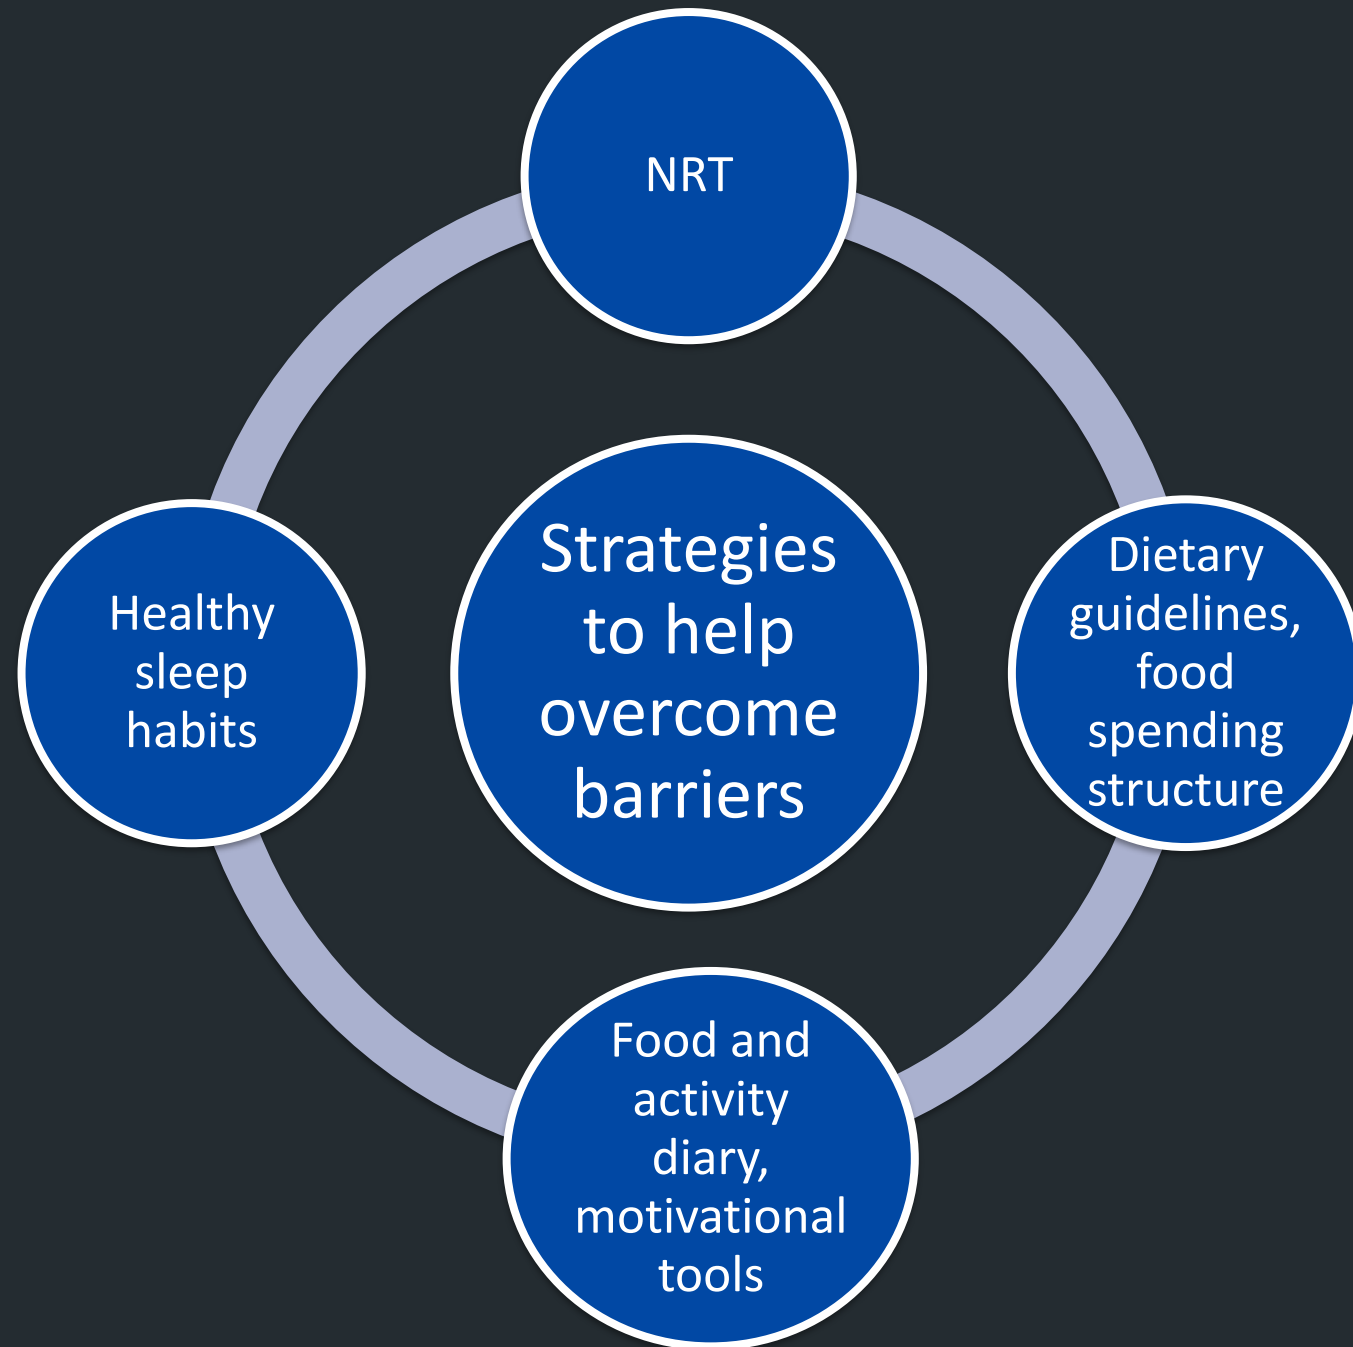 NRT
Strategies
to help
overcome
barriers
Dietary
guidelines,
food
spending
structure
Food and
activity
diary,
motivational
tools
Healthy
sleep
habits